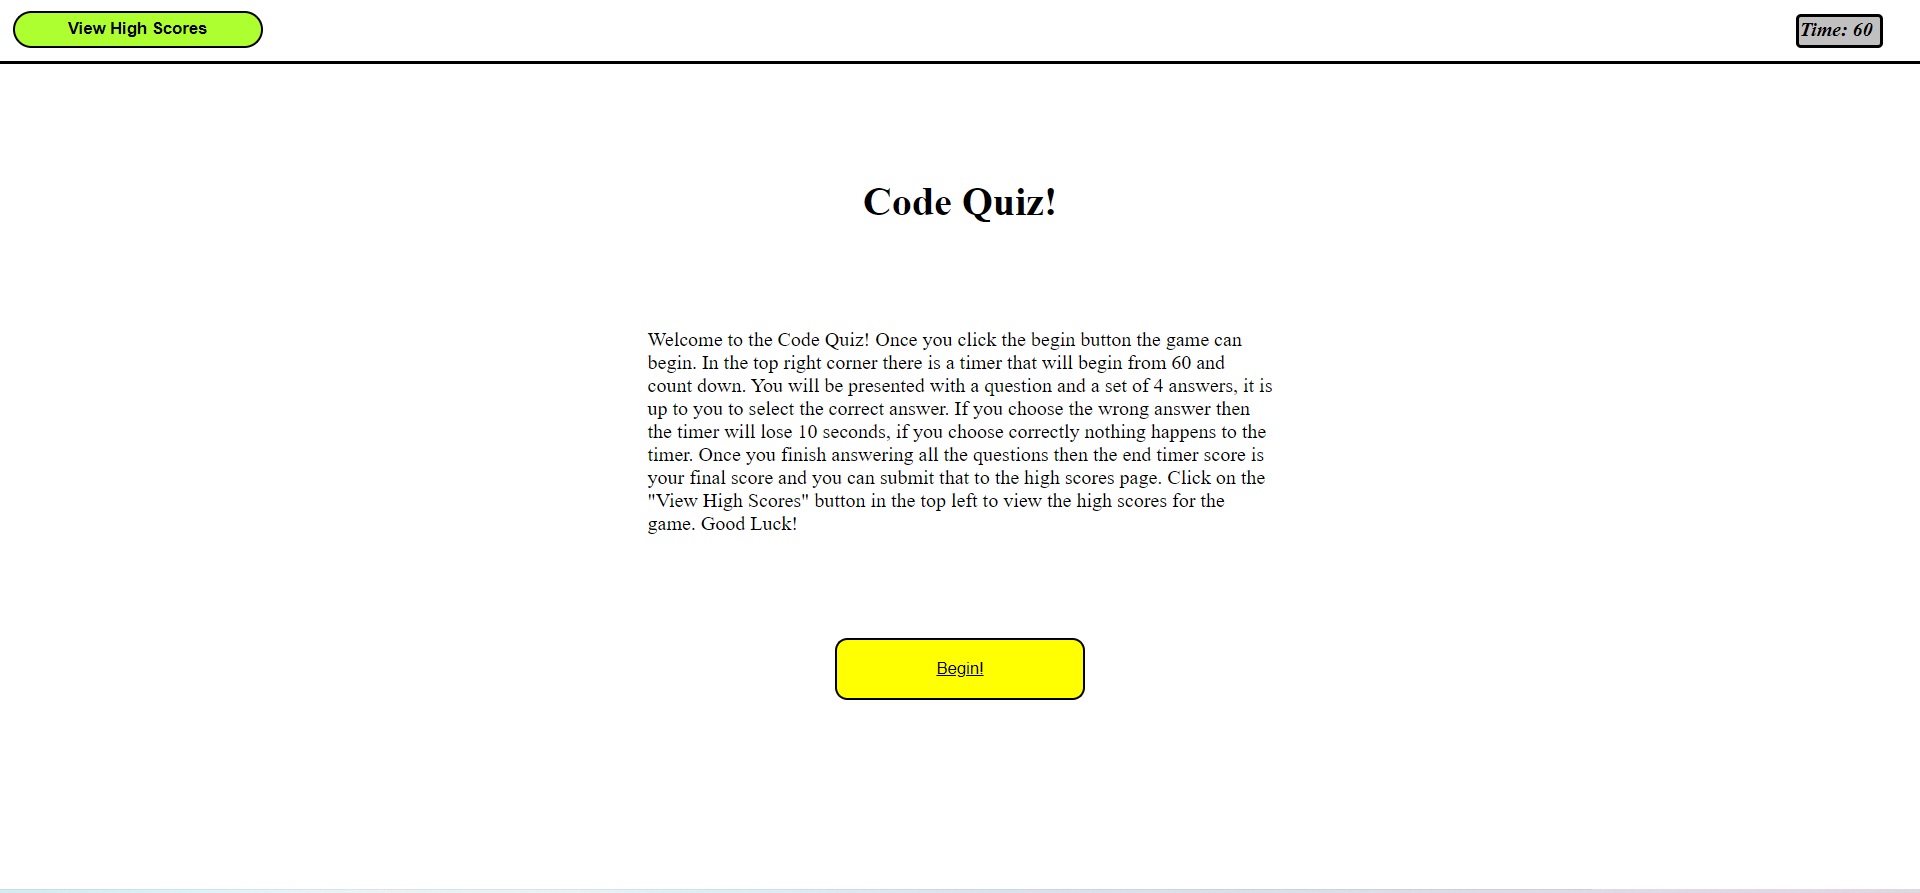 View High Scores
Time: 60
Code Quiz!
Welcome to the Code Quiz! Once you click the begin button the game can
begin. In the top right corner there is a timer that will begin from 60 and
count down. You will be presented with a question and a set of 4 answers, it is
up to you to select the correct answer. If you choose the wrong answer then
the timer will lose 10 seconds, if you choose correctly nothing happens to the
timer. Once you finish answering all the questions then the end timer score is
your final score and you can submit that to the high scores page. Click on the
"View High Scores" button in the top left to view the high scores for the
game. Good Luck!
Begin!